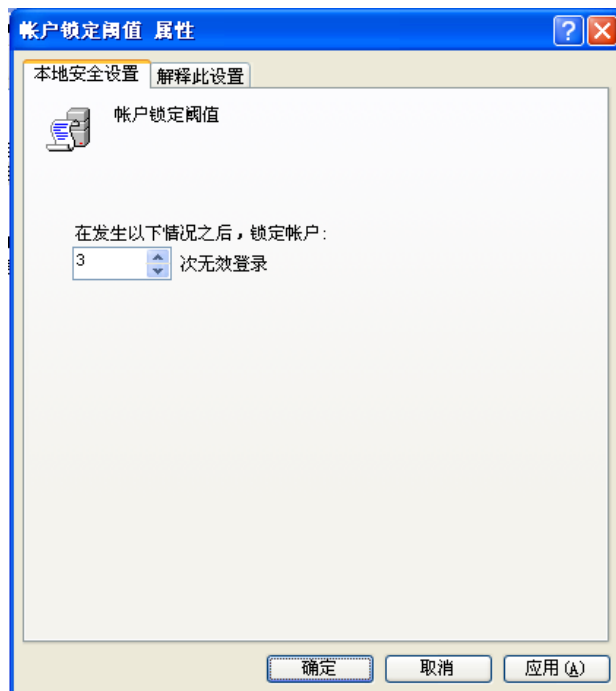 帐户锁定阈值 属性
本地安全设置 解释此设置
帐户锁定阈值
在发生以下情况之后，锁定帐户:
3 次无效登录
确定 取消 应用(A)